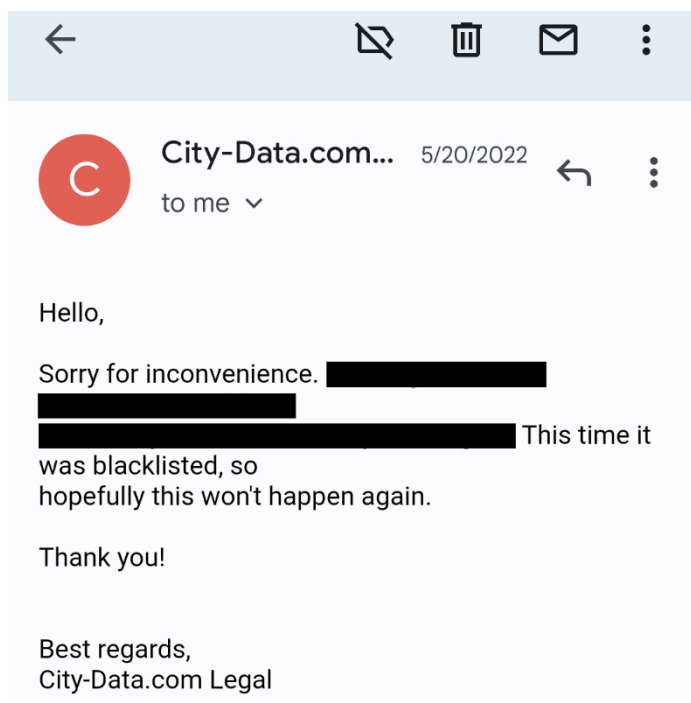 City-Data.com... 5/20/2022
C
to me
Hello,
Sorry for inconvenience.
This time it
was blacklisted, so
hopefully this won't happen again.
Thank you!
Best regards,
City-Data.com Legal